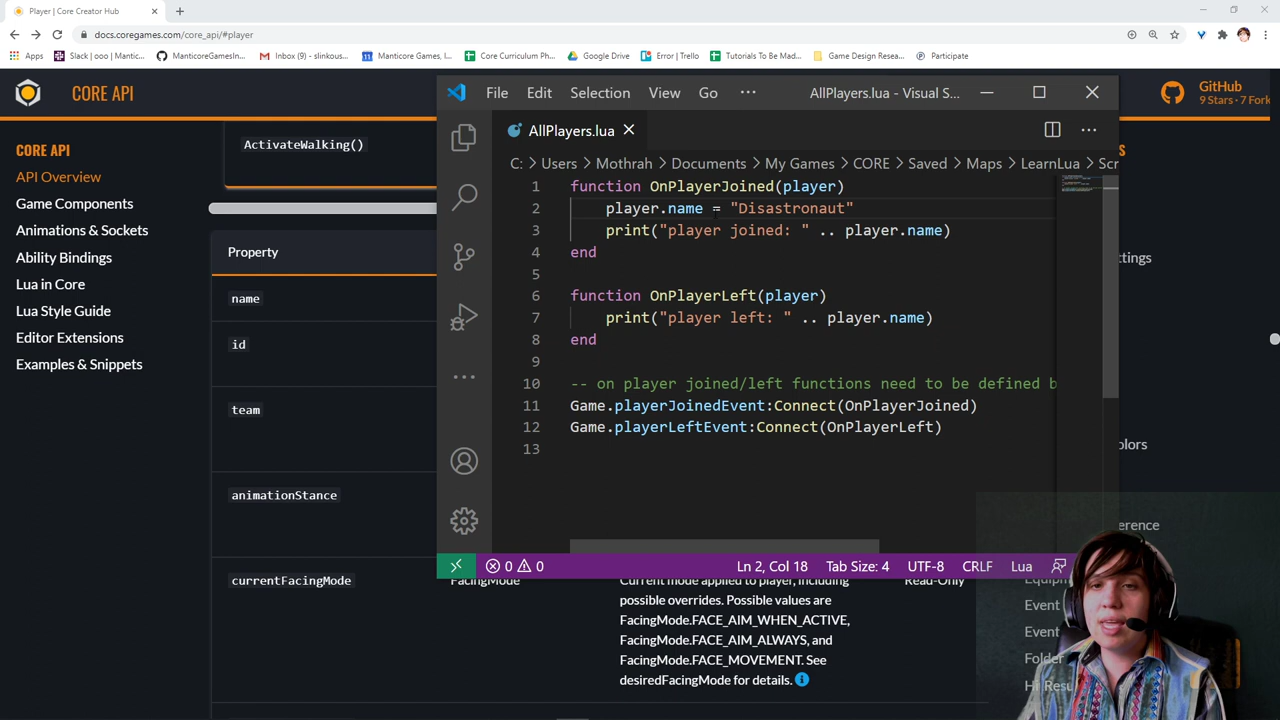 Player | Core Creator Hub
docs.coregames.com/core_api/#player
Apps
Slack | ooo | Mantic...
ManticoreGamesIn...
Inbox (9) - slinkous...
Manticore Games, I...
Core Curriculum Ph...
Google Drive
Error | Trello
Tutorials To Be Mad...
Game Design Resea...
Participate
CORE API
GitHub
9 Stars · 7 Fork
CORE API
API Overview
Game Components
Animations & Sockets
Ability Bindings
Lua in Core
Lua Style Guide
Editor Extensions
Examples & Snippets
ActivateWalking()
Property
name
id
team
animationStance
currentFacingMode
File Edit Selection View Go ··· AllPlayers.lua - Visual S...
AllPlayers.lua
C: > Users > Mothrah > Documents > My Games > CORE > Saved > Maps > LearnLua > Scr
1 function OnPlayerJoined(player)
2 player.name = "Disastronaut"
3 print("player joined: " .. player.name)
4 end
5
6 function OnPlayerLeft(player)
7 print("player left: " .. player.name)
8 end
9
10 -- on player joined/left functions need to be defined b
11 Game.playerJoinedEvent:Connect(OnPlayerJoined)
12 Game.playerLeftEvent:Connect(OnPlayerLeft)
13
0 0 Ln 2, Col 18 Tab Size: 4 UTF-8 CRLF Lua
FacingMode
Current mode applied to player, including
possible overrides. Possible values are
FacingMode.FACE_AIM_WHEN_ACTIVE,
FacingMode.FACE_AIM_ALWAYS, and
FacingMode.FACE_MOVEMENT. See
desiredFacingMode for details.
Read-Only
ttings
olors
erence
Equip
Event
Event
Folder
Hi Resu